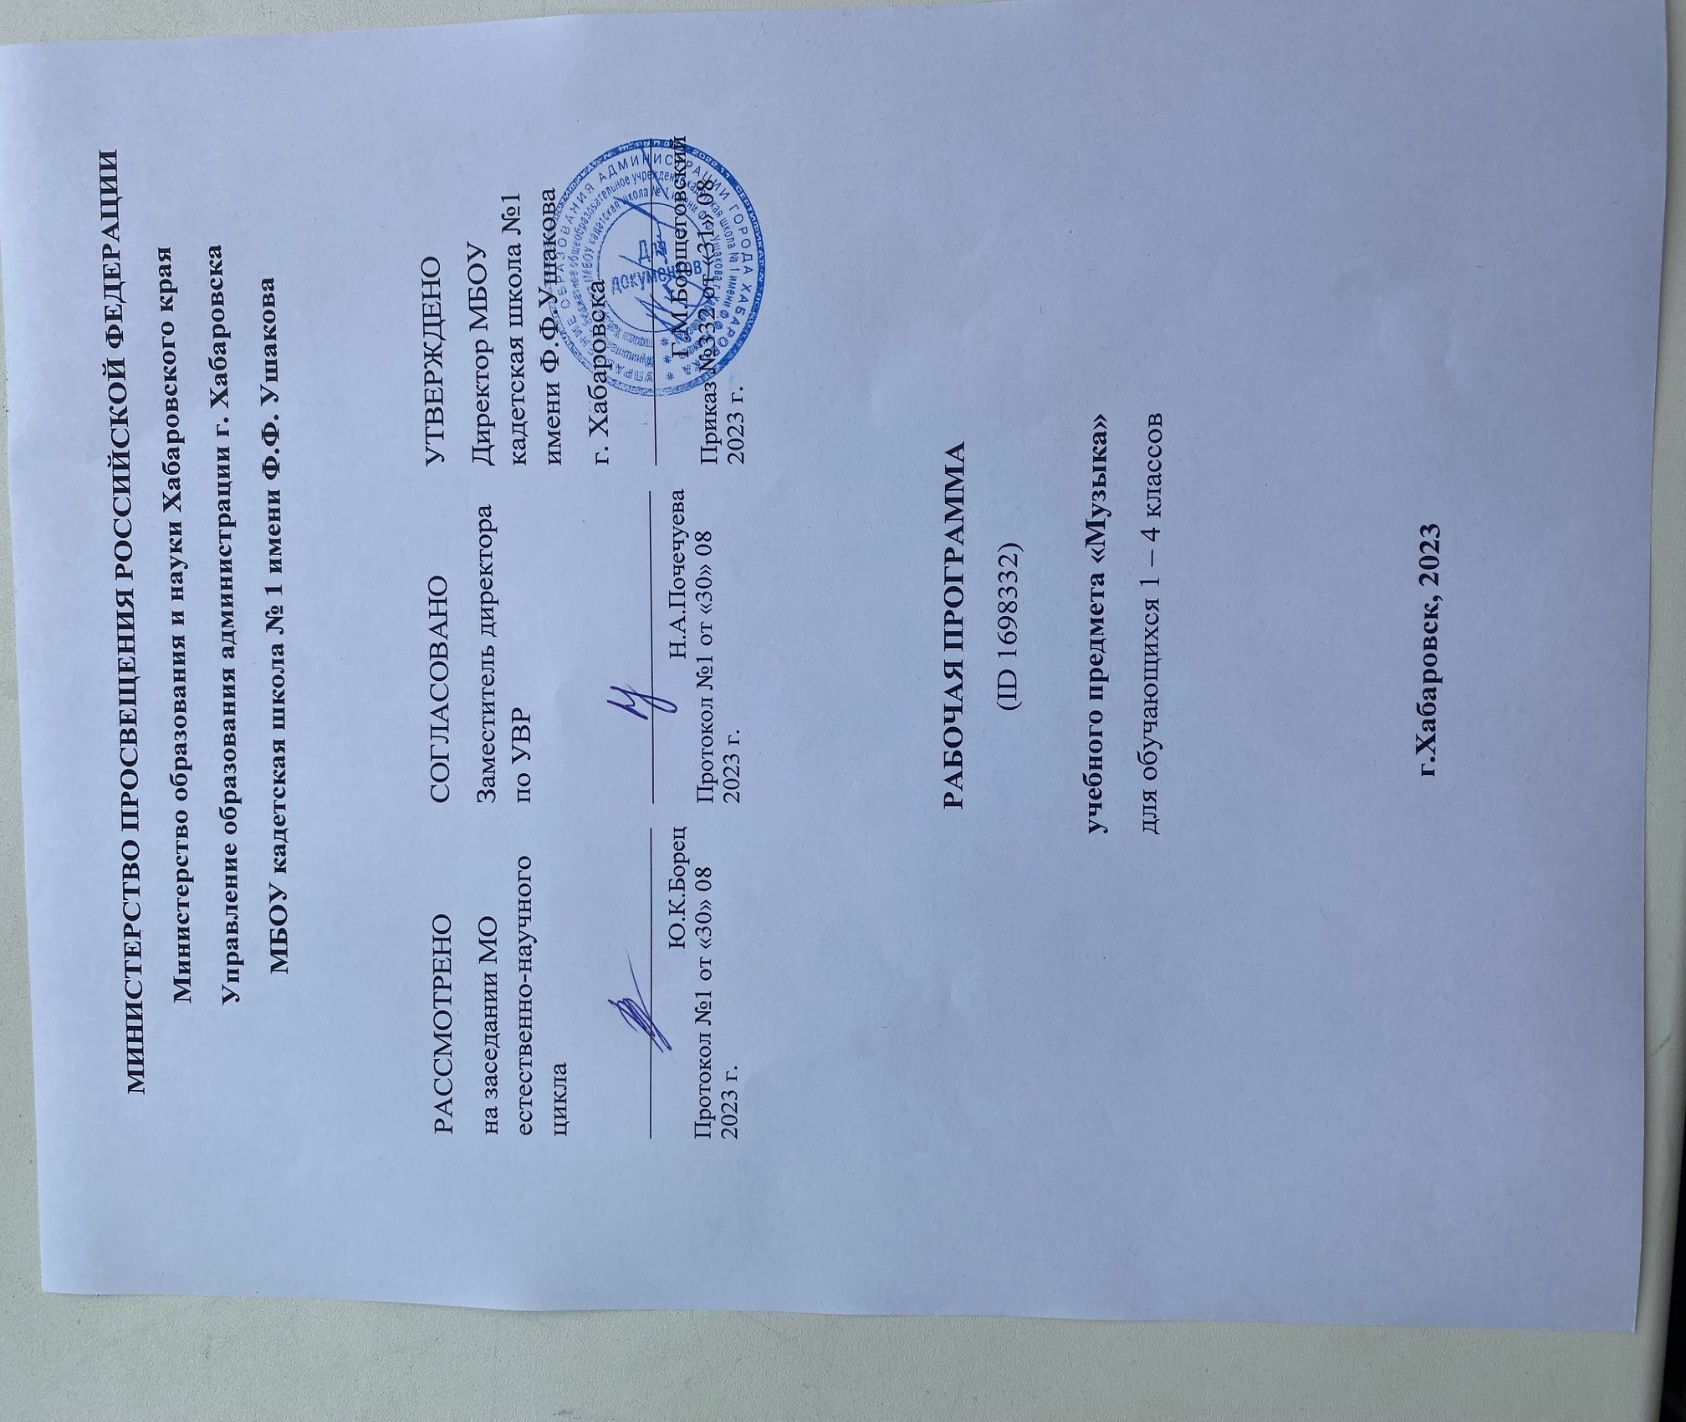 МИНИСТЕРСТВО ПРОСВЕЩЕНИЯ РОССИЙСКОЙ ФЕДЕРАЦИИ
Министерство образования и науки Хабаровского края
Управление образования администрации г. Хабаровска
МБОУ кадетская школа № 1 имени Ф.Ф. Ушакова
РАССМОТРЕНО
на заседании МО
естественно-научного
цикла
Ю.К.Борец
Протокол №1 от «30» 08
2023 г.
СОГЛАСОВАНО
Заместитель директора
по УВР
Н.А.Почечуева
Протокол №1 от «30» 08
2023 г.
УТВЕРЖДЕНО
Директор МБОУ
кадетская школа №1
имени Ф.Ф.Ушакова
г. Хабаровска
Г.М.Борщеговский
Приказ №332 от «31» 08
2023 г.
РАБОЧАЯ ПРОГРАММА
(ID 1698332)
учебного предмета «Музыка»
для обучающихся 1 – 4 классов
г.Хабаровск, 2023